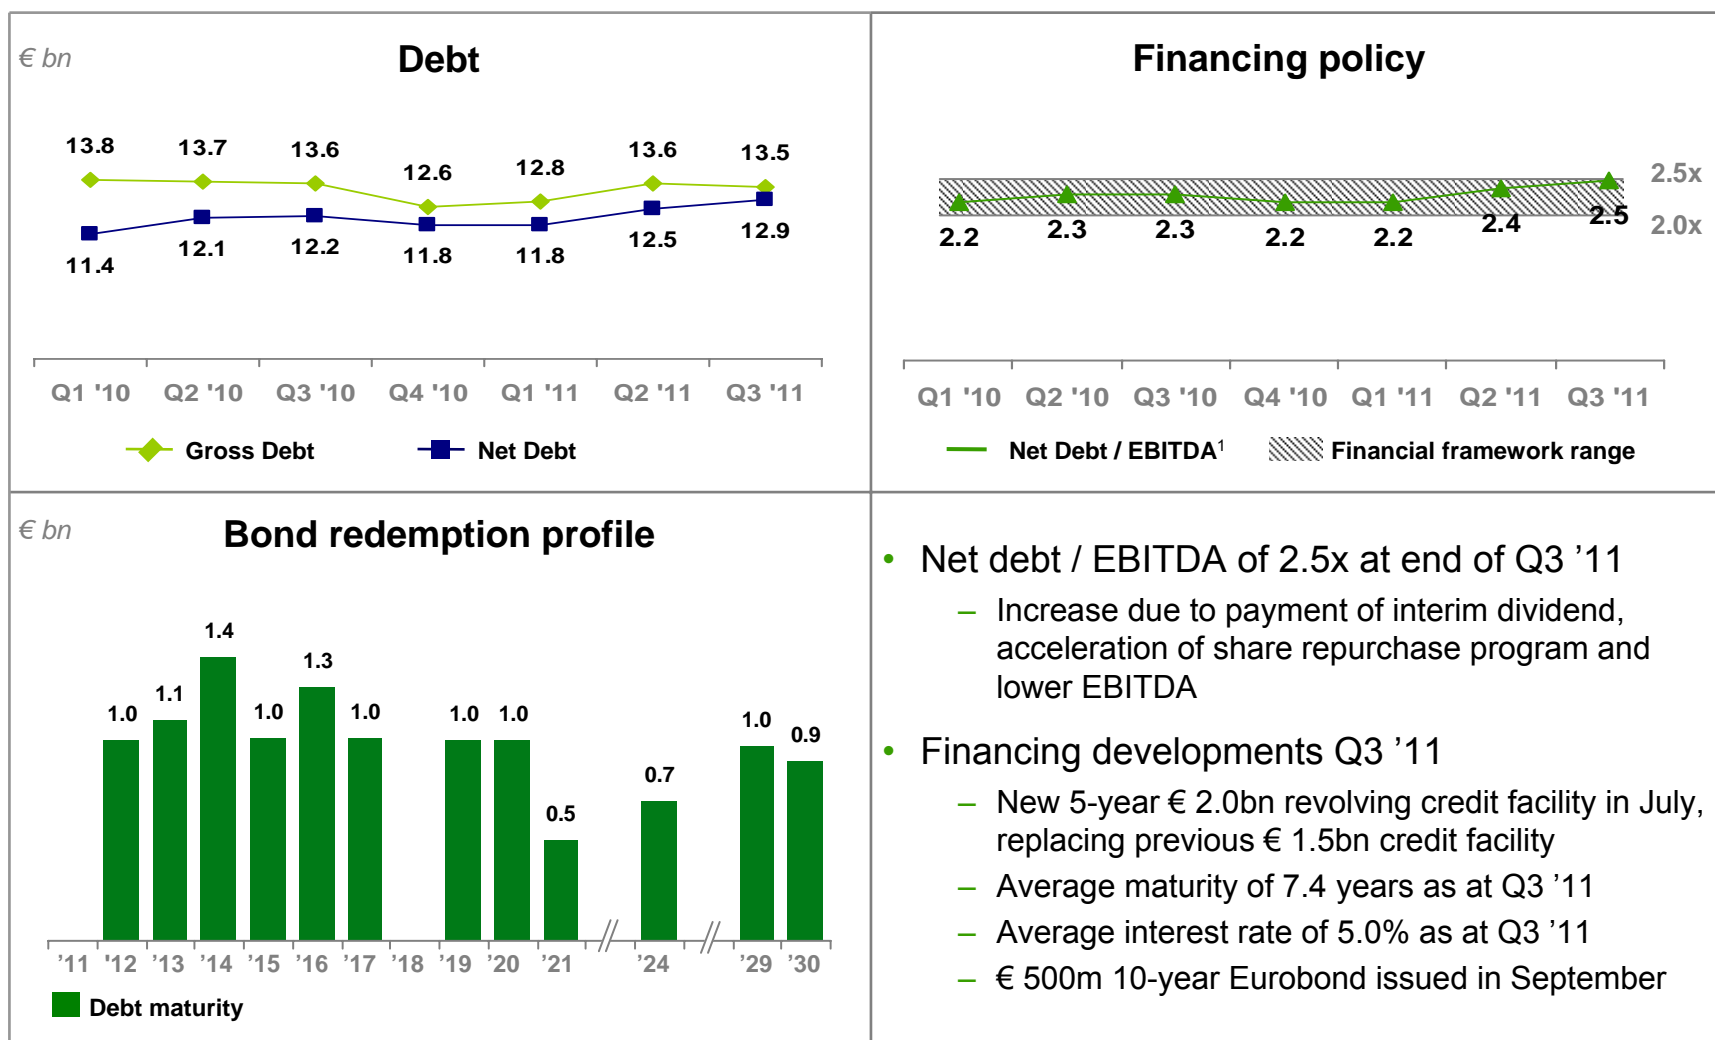 € bn
Debt
13.8 13.7 13.6 12.6 12.8 13.6 13.5
11.4 12.1 12.2 11.8 11.8 12.5 12.9
Q1 '10 Q2 '10 Q3 '10 Q4 '10 Q1 '11 Q2 '11 Q3 '11
Gross Debt Net Debt
Financing policy
2.5x
2.0x
2.2 2.3 2.3 2.2 2.2 2.4 2.5
Q1 '10 Q2 '10 Q3 '10 Q4 '10 Q1 '11 Q2 '11 Q3 '11
Net Debt / EBITDA¹ Financial framework range
€ bn
Bond redemption profile
1.0 1.1 1.4 1.0 1.3 1.0 1.0 1.0 0.5 0.7 1.0 0.9
’11 '12 ’13 ’14 ’15 ’16 ’17 ’18 ’19 ’20 ’21 // ’24 // ’29 ’30
Debt maturity
• Net debt / EBITDA of 2.5x at end of Q3 ’11
– Increase due to payment of interim dividend,
acceleration of share repurchase program and
lower EBITDA
• Financing developments Q3 ’11
– New 5-year € 2.0bn revolving credit facility in July,
replacing previous € 1.5bn credit facility
– Average maturity of 7.4 years as at Q3 ’11
– Average interest rate of 5.0% as at Q3 ’11
– € 500m 10-year Eurobond issued in September